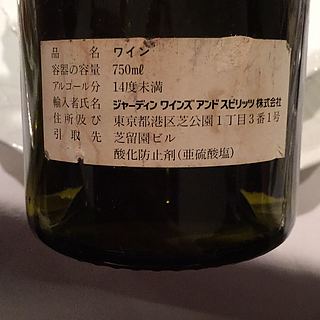 品名 ワイン
容器の容量 750mℓ
アルコール分 14度未満
輸入者氏名 ジャーディン ワインズ アンド スピリッツ 株式会社
住所及び 東京都港区芝公園1丁目3番1号
引取先 芝留園ビル
酸化防止剤(亜硫酸塩)